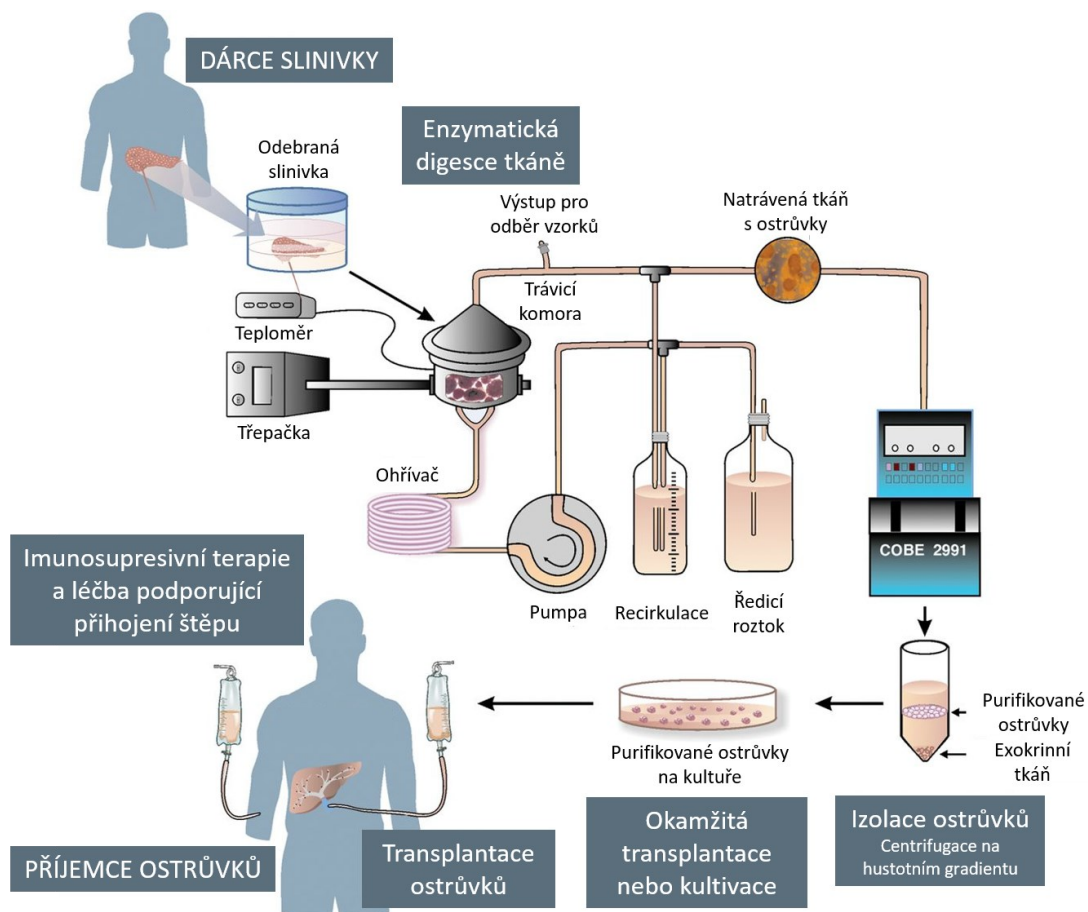 DÁRCE SLINIVKY
Odebraná
slinivka
Enzymatická
digesce tkáně
Výstup pro
odběr vzorků
Natrávená tkáň
s ostrůvky
Trávicí
komora
Teploměr
Třepačka
Ohřívač
Pumpa
Recirkulace
Ředicí
roztok
COBE 2991
Imunosupresivní terapie
a léčba podporující
přihojení štěpu
Purifikované
ostrůvky
Exokrinní
tkáň
Purifikované ostrůvky
na kultuře
Izolace ostrůvků
Centrifugace na
hustotním gradientu
Okamžitá
transplantace
nebo kultivace
Transplantace
ostrůvků
PŘÍJEMCE OSTRŮVKŮ